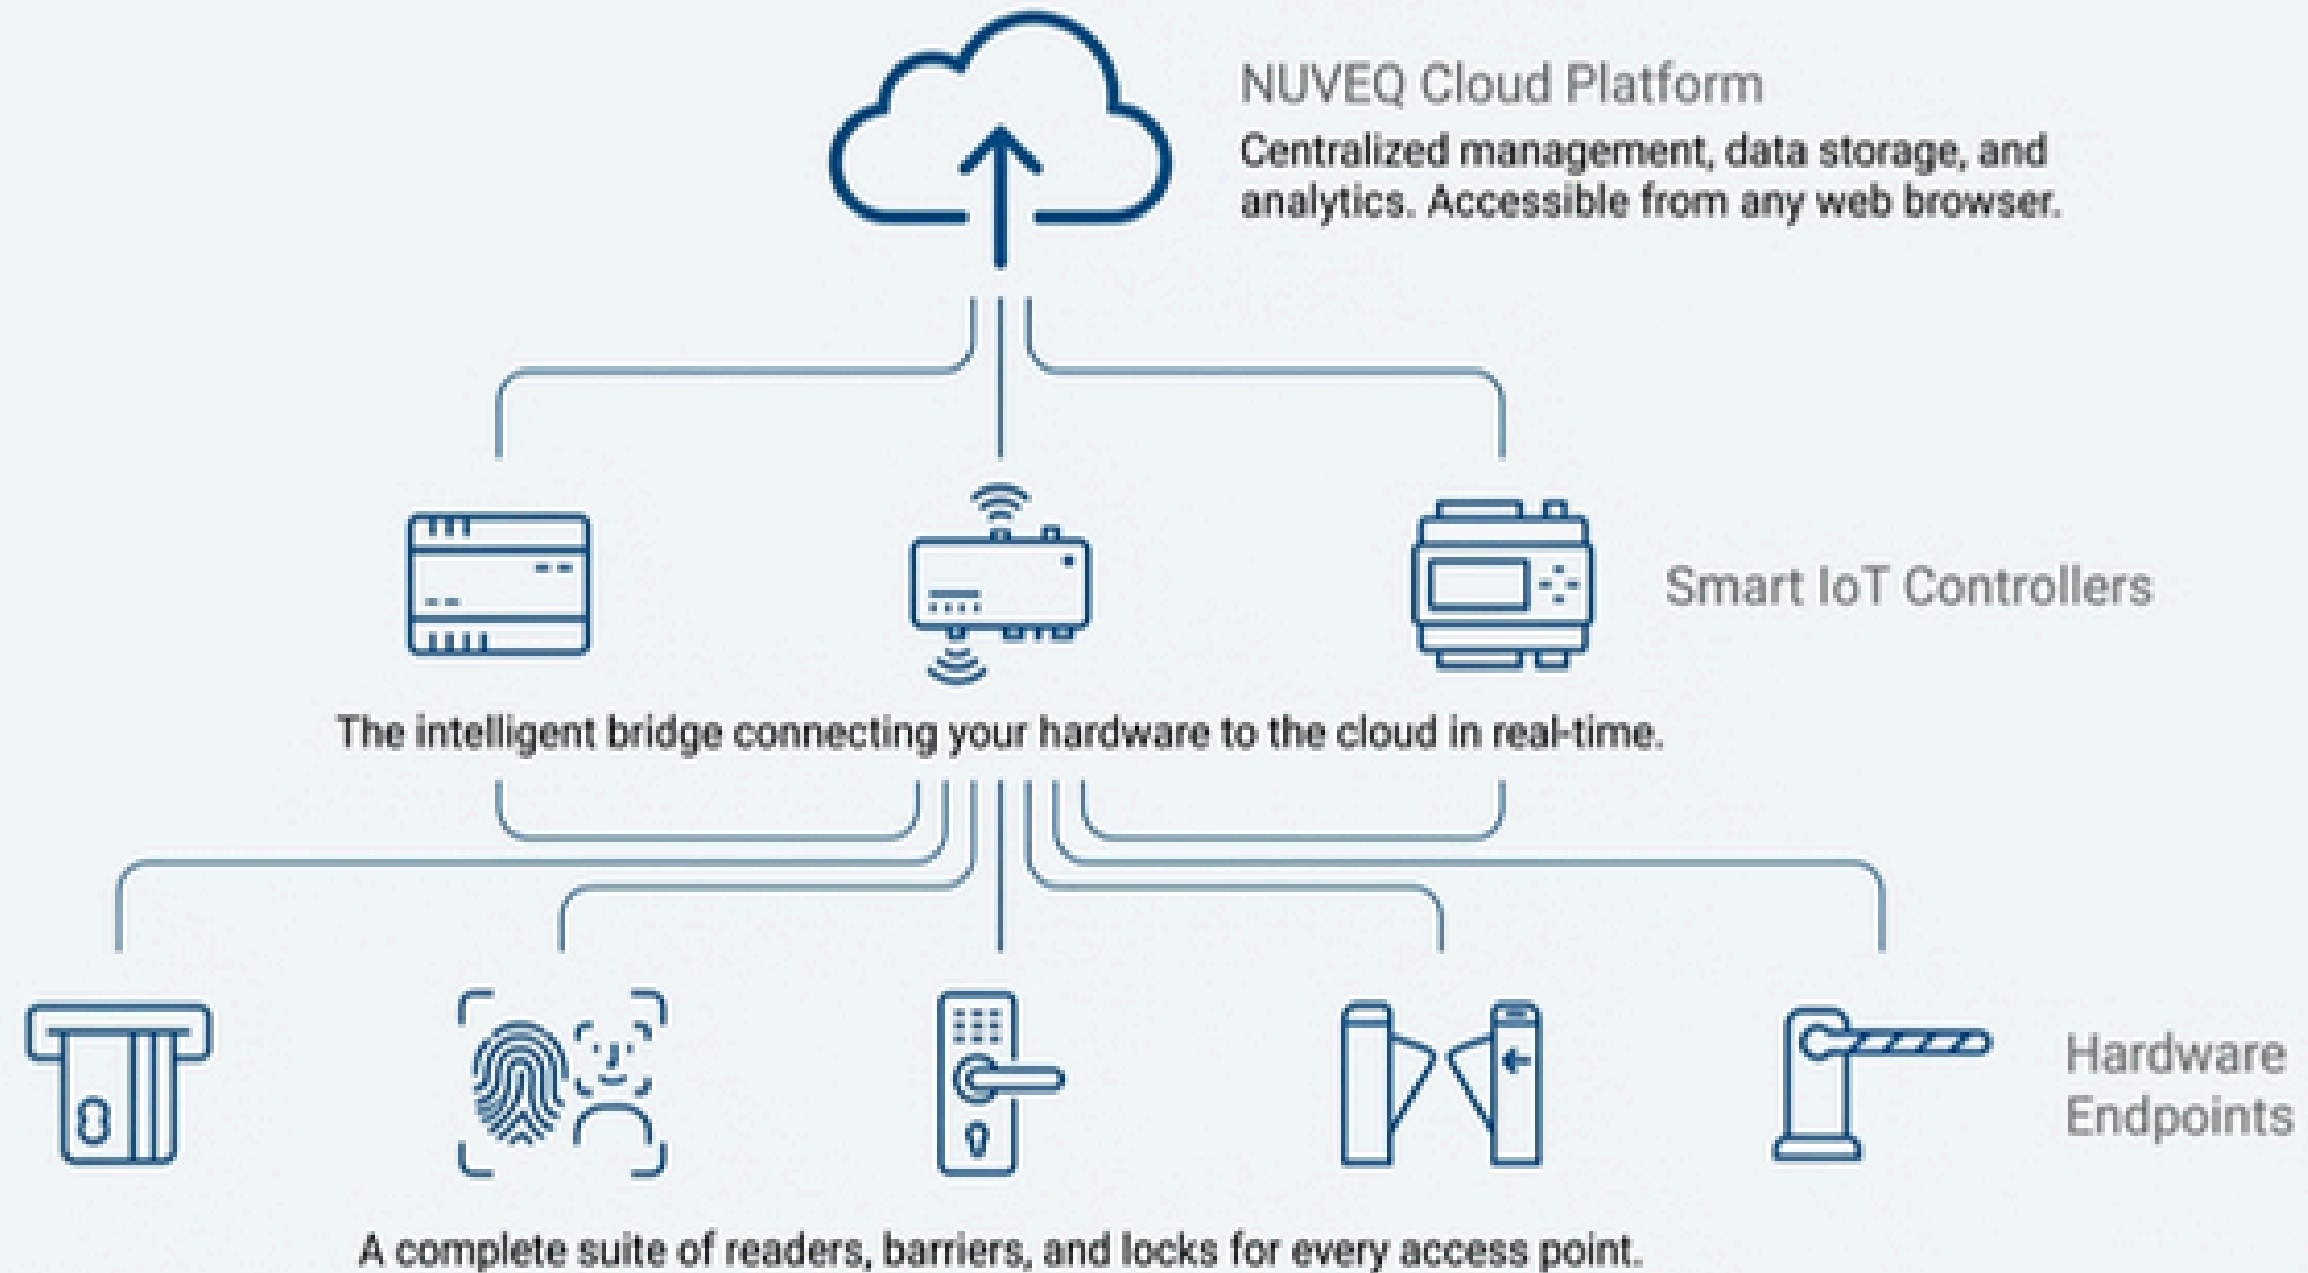 NUVEQ Cloud Platform
Centralized management, data storage, and
analytics. Accessible from any web browser.
Smart IoT Controllers
The intelligent bridge connecting your hardware to the cloud in real-time.
Hardware
Endpoints
A complete suite of readers, barriers, and locks for every access point.